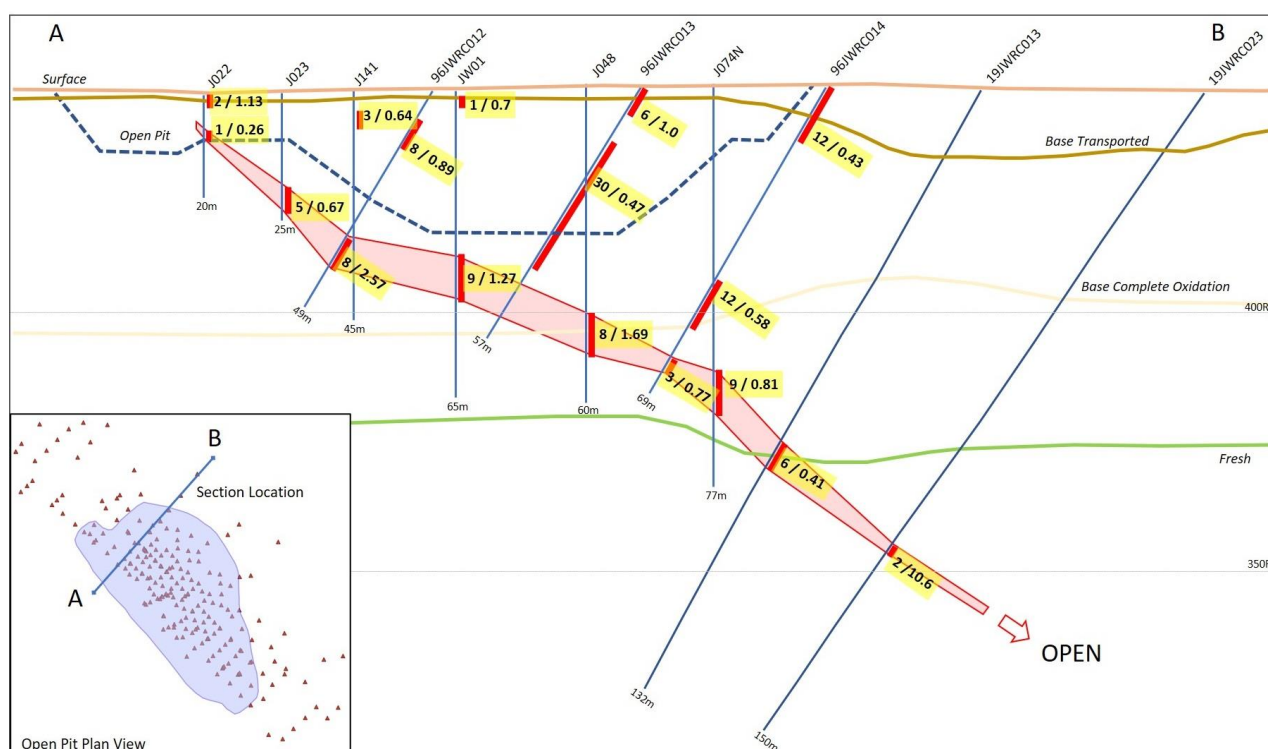 A
B
Surface
J022
J023
J141
96JWRC012
JW01
J048
96JWRC013
J074N
96JWRC014
19JWRC013
19JWRC023
2 / 1.13
1 / 0.26
3 / 0.64
1 / 0.7
6 / 1.0
12 / 0.43
Open Pit
8 / 0.89
Base Transported
30 / 0.47
20m
5 / 0.67
25m
8 / 2.57
9 / 1.27
Base Complete Oxidation
12 / 0.58
400R
49m
45m
57m
8 / 1.69
3 / 0.77
9 / 0.81
65m
60m
69m
Fresh
6 / 0.41
77m
B
Section Location
350R
2 /10.6
A
OPEN
132m
150m
Open Pit Plan View